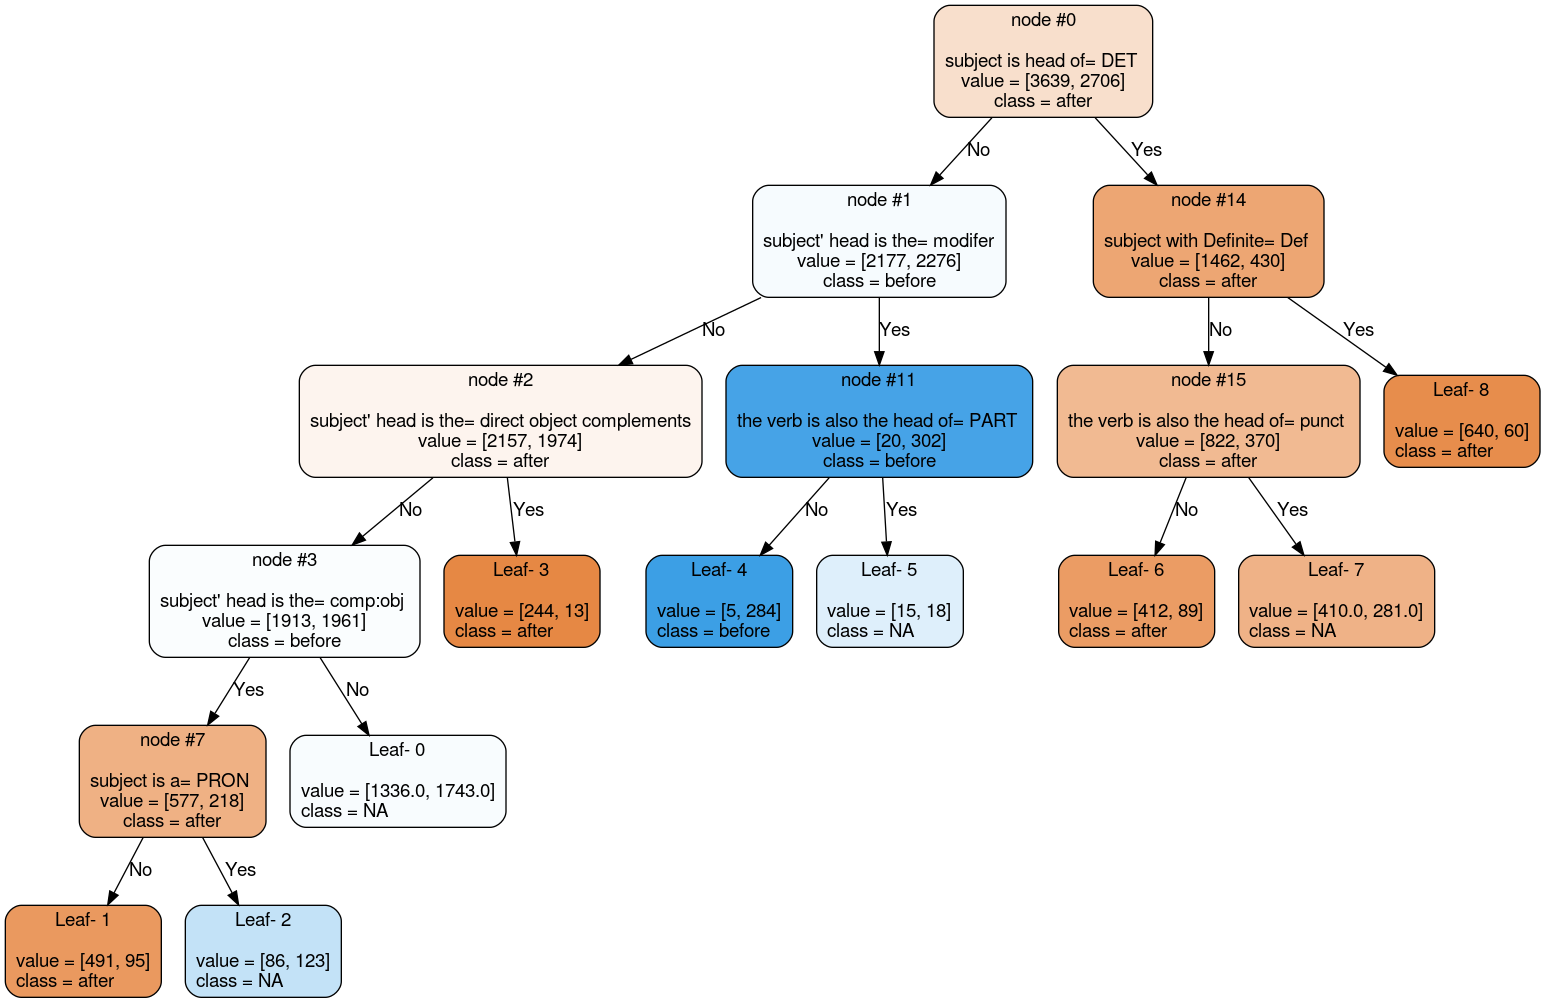 node #0
subject is head of= DET
value = [3639, 2706]
class = after
No
Yes
node #1
subject' head is the= modifer
value = [2177, 2276]
class = before
node #14
subject with Definite= Def
value = [1462, 430]
class = after
No
Yes
No
Yes
node #2
subject' head is the= direct object complements
value = [2157, 1974]
class = after
node #11
the verb is also the head of= PART
value = [20, 302]
class = before
node #15
the verb is also the head of= punct
value = [822, 370]
class = after
Leaf- 8
value = [640, 60]
class = after
No
Yes
No
Yes
No
Yes
node #3
subject' head is the= comp:obj
value = [1913, 1961]
class = before
Leaf- 3
value = [244, 13]
class = after
Leaf- 4
value = [5, 284]
class = before
Leaf- 5
value = [15, 18]
class = NA
Leaf- 6
value = [412, 89]
class = after
Leaf- 7
value = [410.0, 281.0]
class = NA
Yes
No
node #7
subject is a= PRON
value = [577, 218]
class = after
Leaf- 0
value = [1336.0, 1743.0]
class = NA
No
Yes
Leaf- 1
value = [491, 95]
class = after
Leaf- 2
value = [86, 123]
class = NA